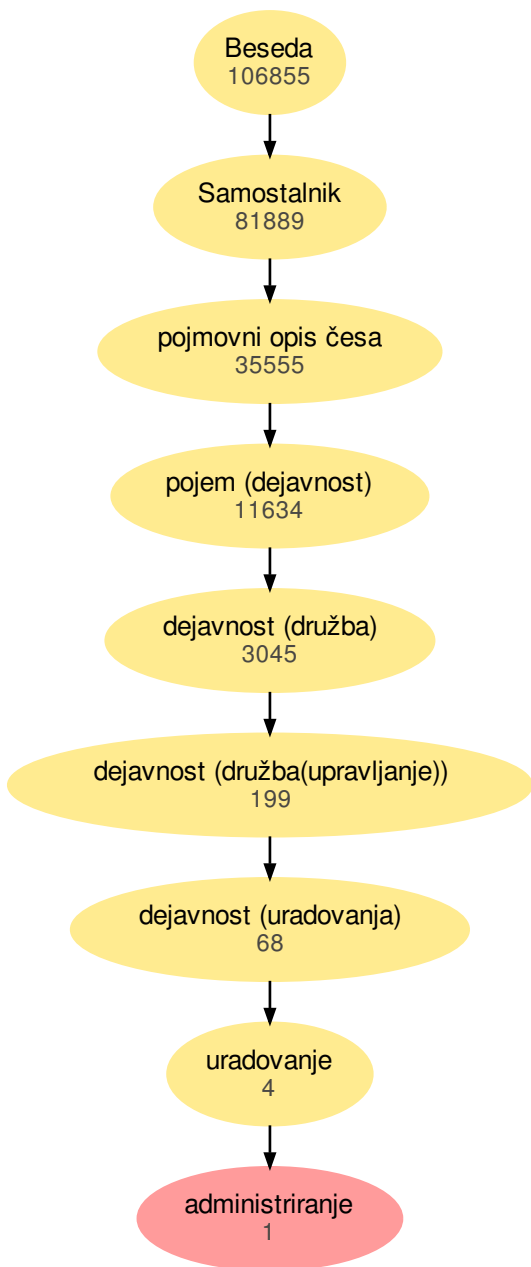 Beseda
106855
Samostalnik
81889
pojmovni opis česa
35555
pojem (dejavnost)
11634
dejavnost (družba)
3045
dejavnost (družba(upravljanje))
199
dejavnost (uradovanja)
68
uradovanje
4
administriranje
1